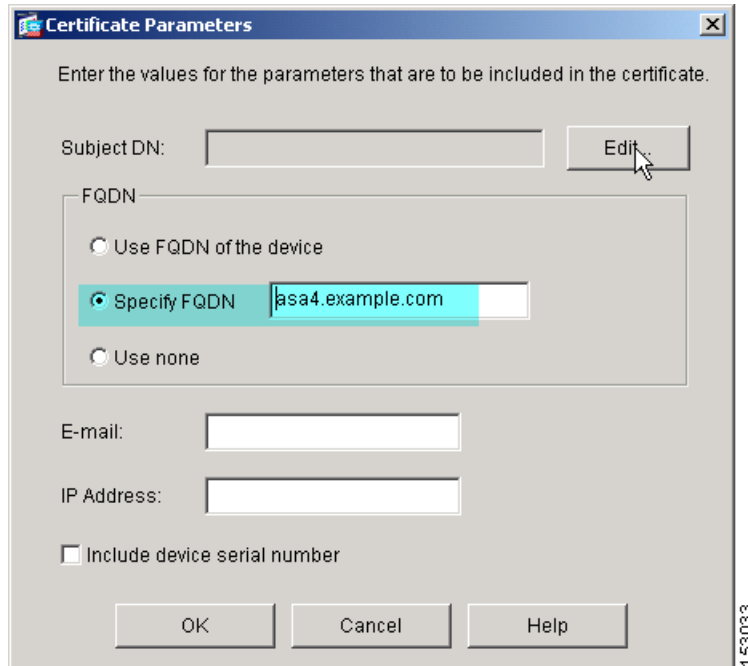 Certificate Parameters
Enter the values for the parameters that are to be included in the certificate.
Subject DN:
Edit...
FQDN
Use FQDN of the device
Specify FQDN asa4.example.com
Use none
E-mail:
IP Address:
Include device serial number
OK Cancel Help
153033